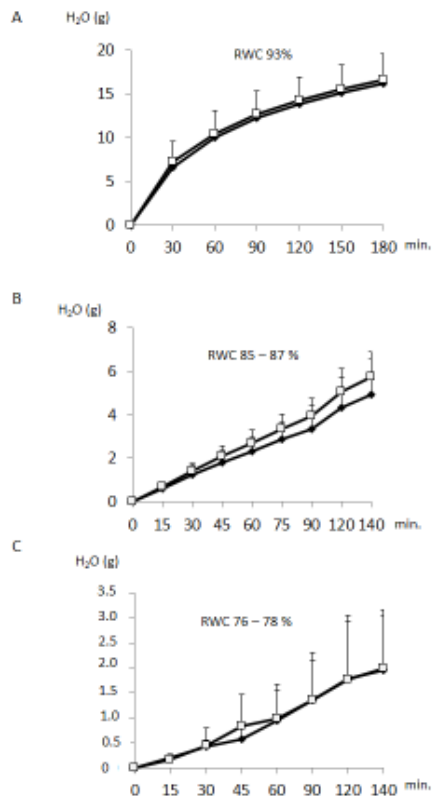 A
H₂O (g)
RWC 93%
20
15
10
5
0
0 30 60 90 120 150 180 min.
B
H₂O (g)
RWC 85 – 87 %
8
6
4
2
0
0 15 30 45 60 75 90 120 140 min.
C
H₂O (g)
RWC 76 – 78 %
3.5
3.0
2.5
2.0
1.5
1.0
0.5
0
0 15 30 45 60 90 120 140 min.